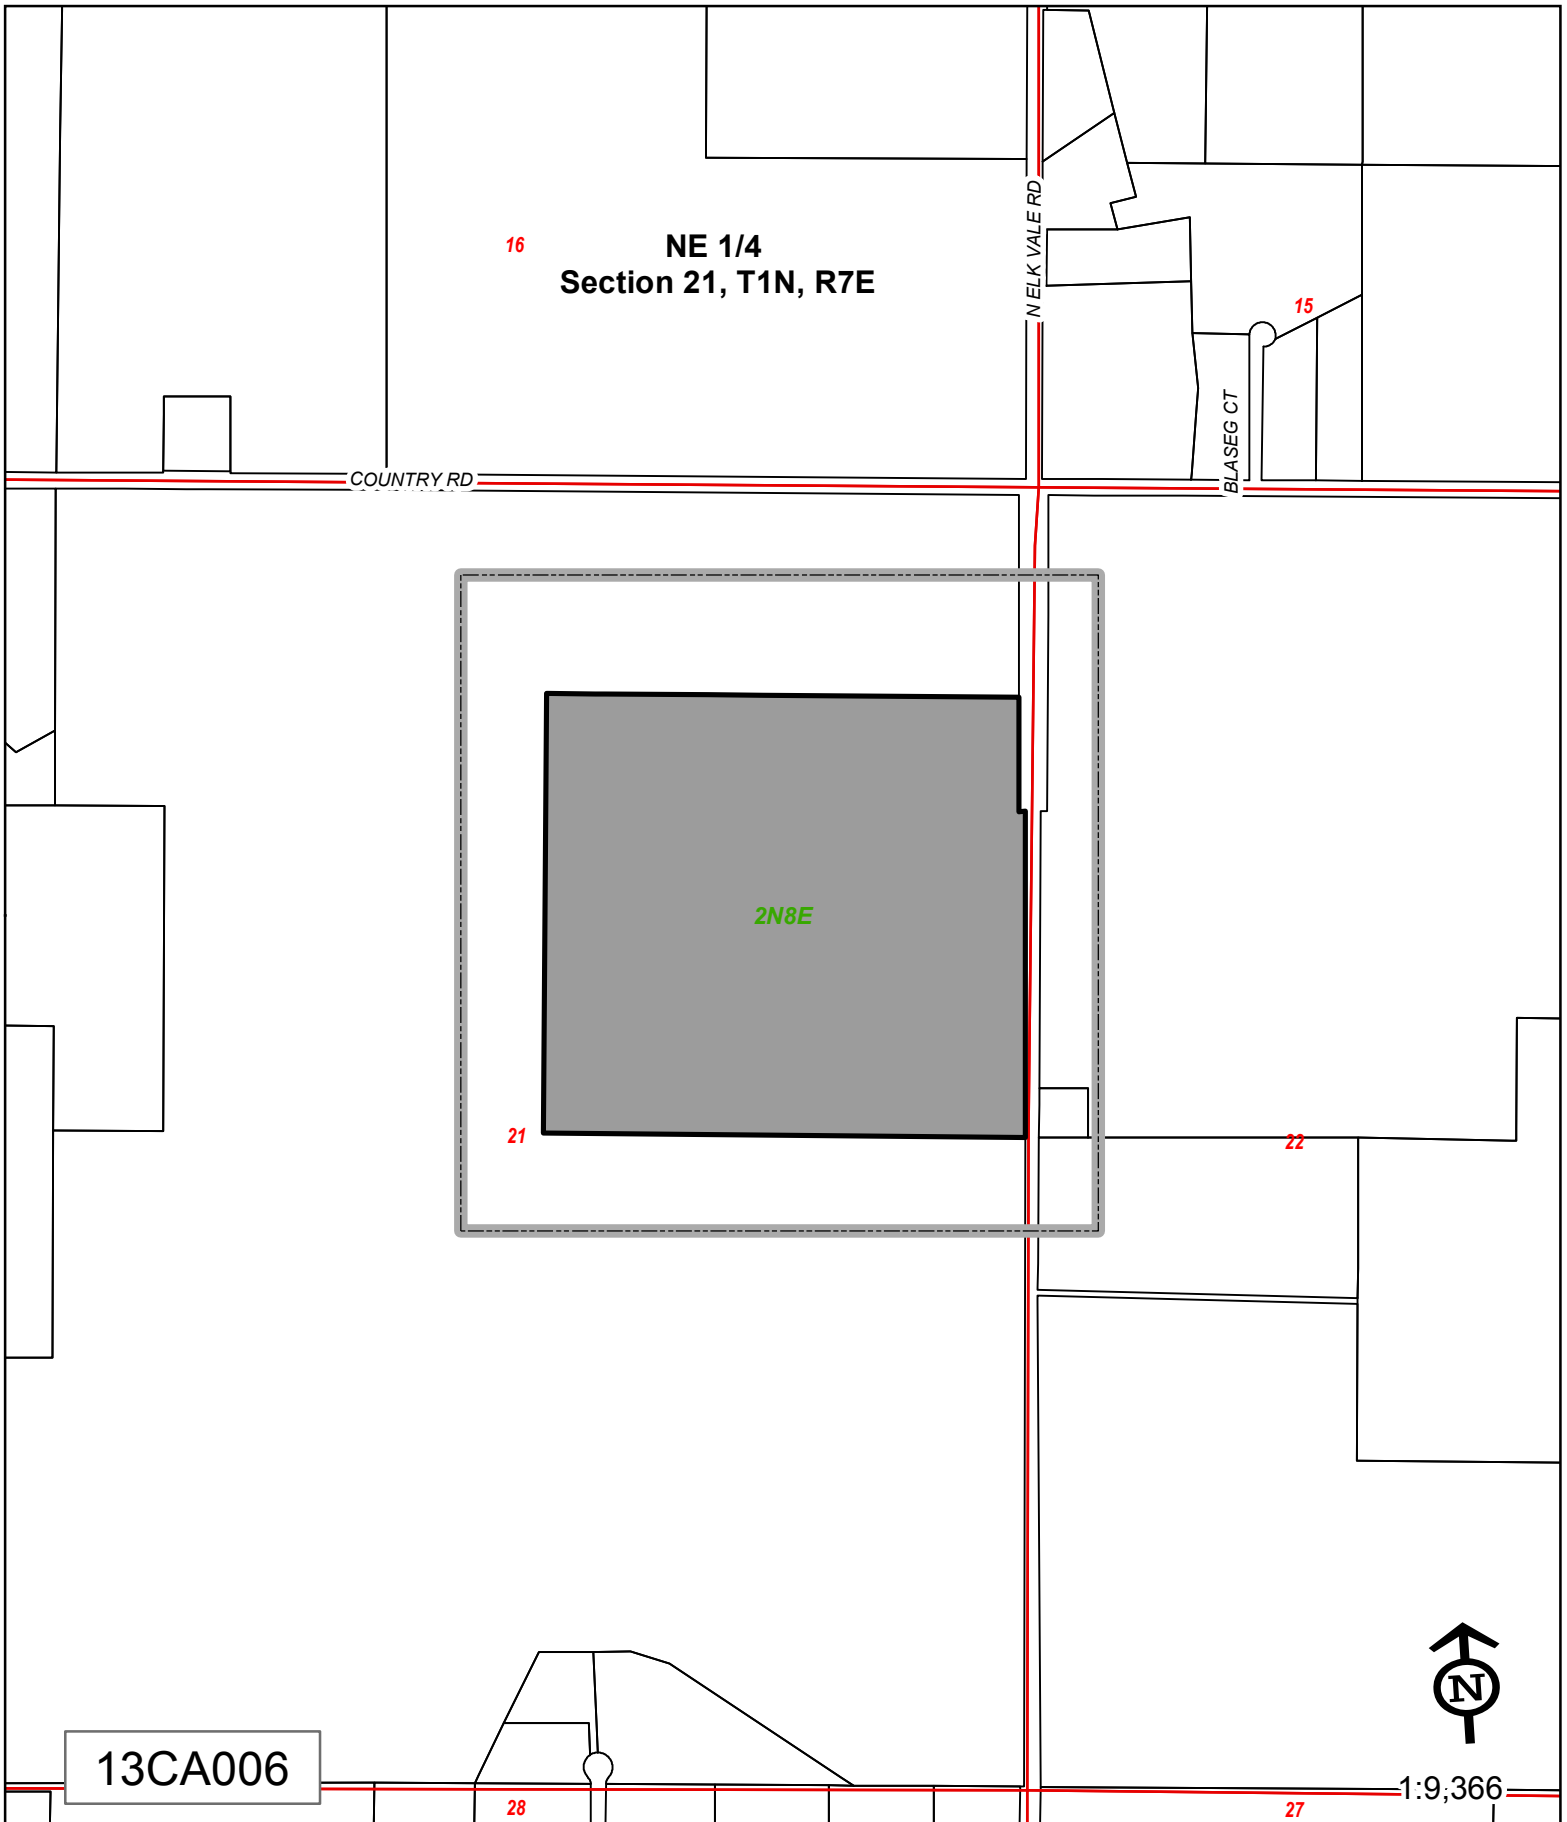 16
NE 1/4
Section 21, T1N, R7E
N ELK VALE RD
15
BLASEG CT
COUNTRY RD
2N8E
21
22
N
13CA006
1:9,366
28
27